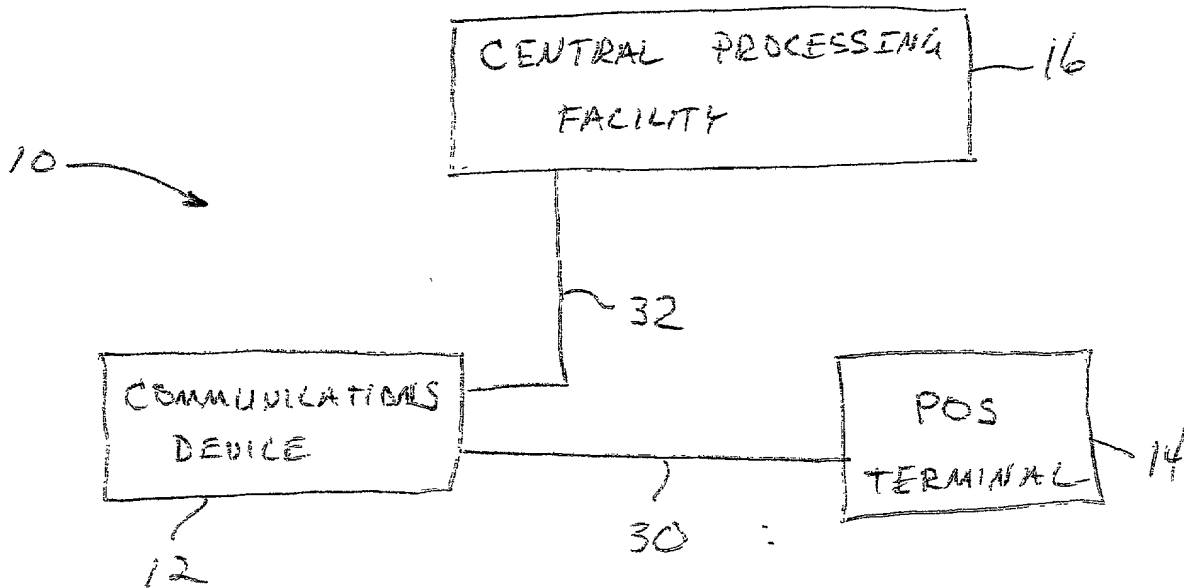 CENTRAL PROCESSING
FACILITY
16
10
32
COMMUNICATIONS
DEVICE
POS
TERMINAL
14
30
12